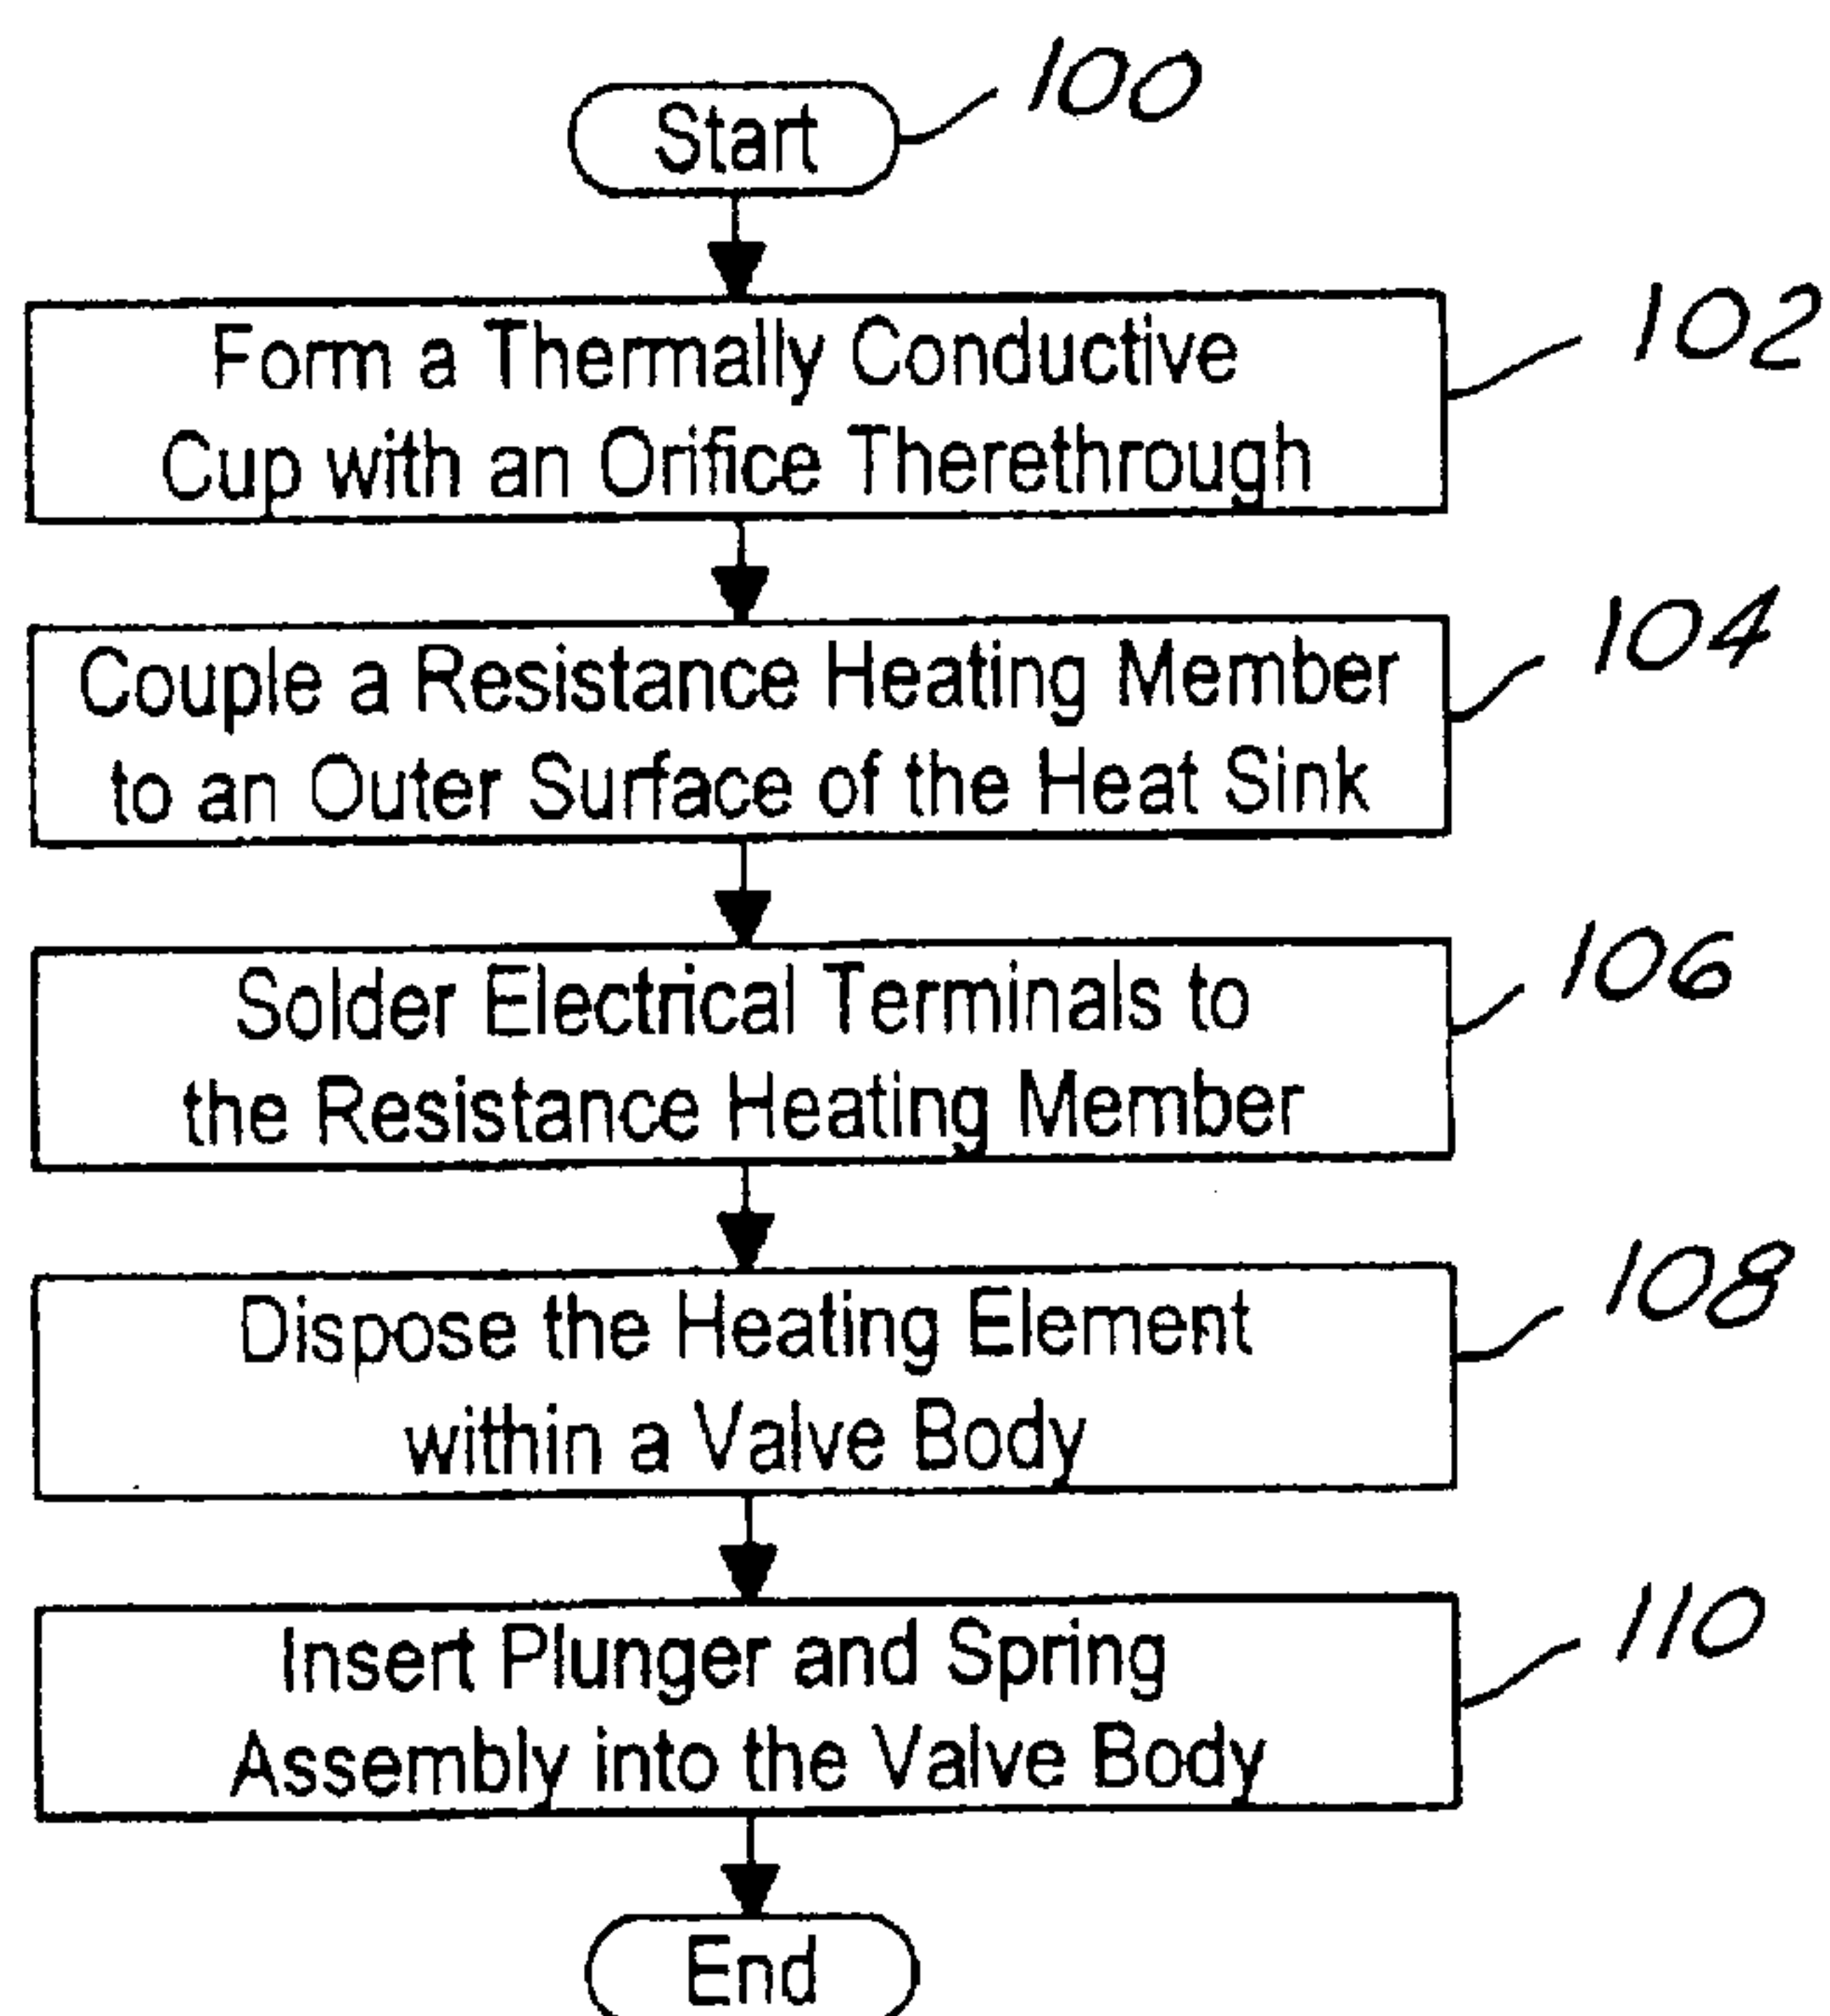 Start
100
Form a Thermally Conductive
Cup with an Orifice Therethrough
102
Couple a Resistance Heating Member
to an Outer Surface of the Heat Sink
104
Solder Electrical Terminals to
the Resistance Heating Member
106
Dispose the Heating Element
within a Valve Body
108
Insert Plunger and Spring
Assembly into the Valve Body
110
End